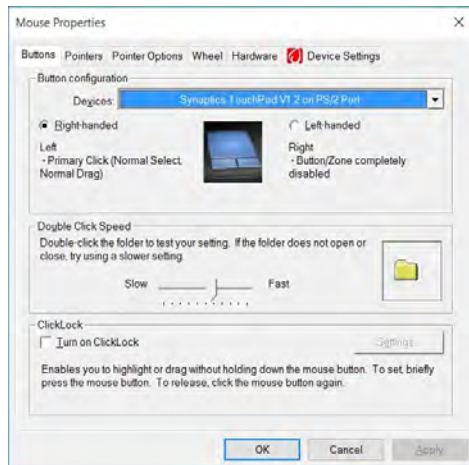 Mouse Properties
Buttons Pointers Pointer Options Wheel Hardware Device Settings
Button configuration
Devices: Synaptics TouchPad V1.2 on PS/2 Port
Right-handed Left-handed
Left Right
- Primary Click (Normal Select, - Button/Zone completely
Normal Drag) disabled
Double Click Speed
Double-click the folder to test your setting. If the folder does not open or
close, try using a slower setting.
Slow Fast
ClickLock
Turn on ClickLock Settings
Enables you to highlight or drag without holding down the mouse button. To set, briefly
press the mouse button. To release, click the mouse button again.
OK Cancel Apply